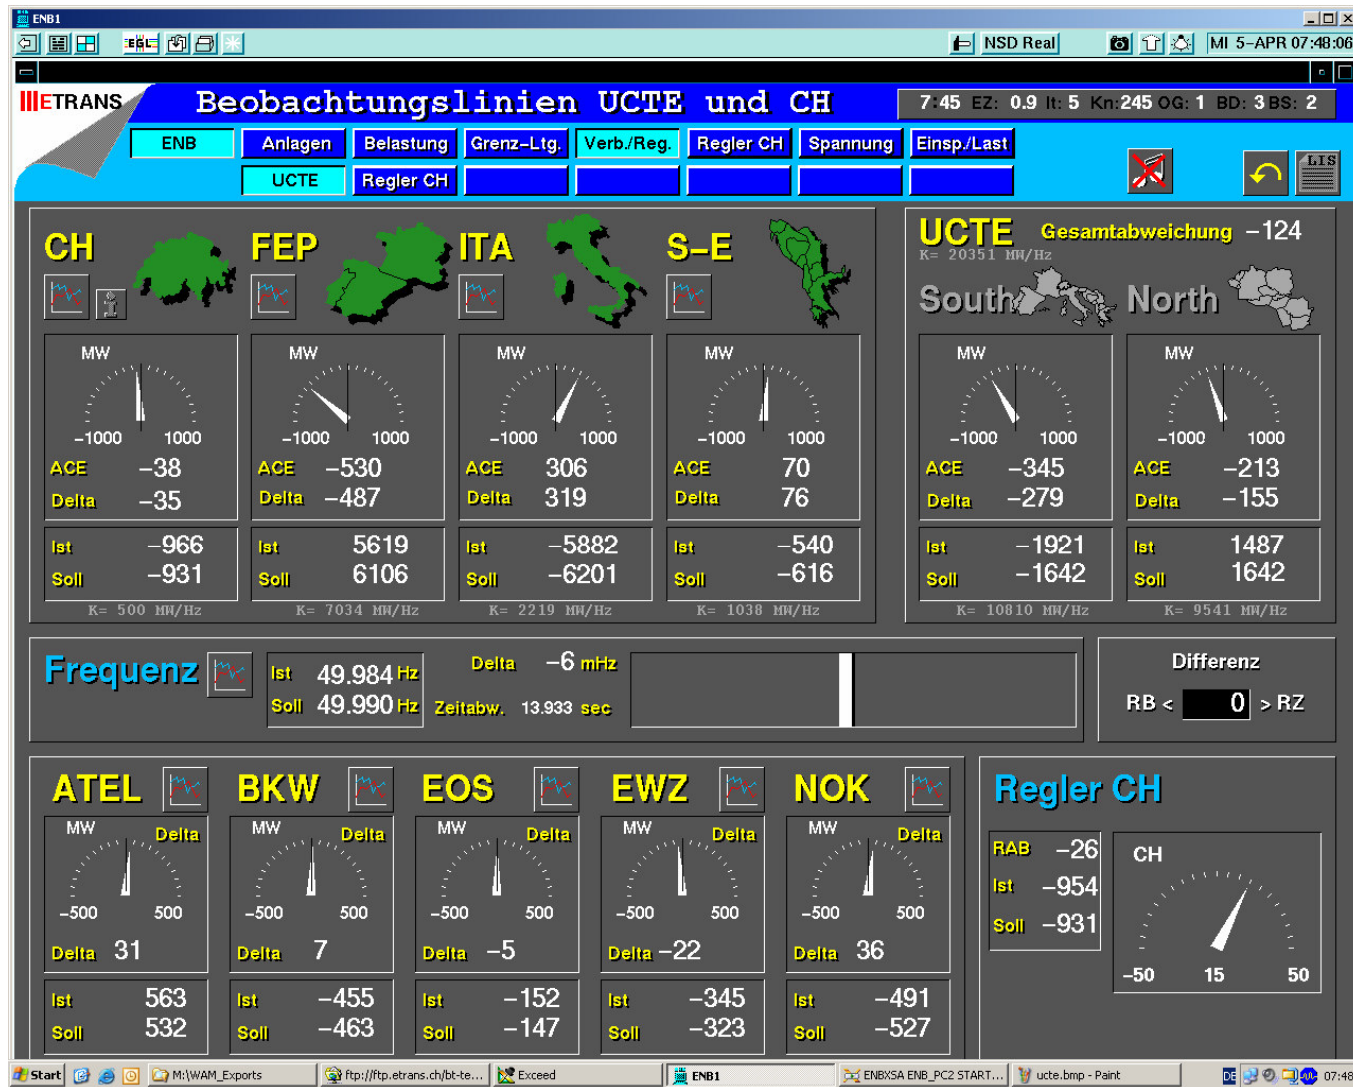 ENB1
EGL
NSD Real
MI 5-APR 07:48:06
ETRANS
Beobachtungslinien UCTE und CH
7:45 EZ: 0.9 lt: 5 Kn:245 OG: 1 BD: 3 BS: 2
ENB Anlagen Belastung Grenz-Ltg. Verb./Reg. Regler CH Spannung Einsp./Last
UCTE Regler CH
LIS
CH FEP ITA S-E
UCTE Gesamtabweichung -124
K= 20351 MW/Hz
South North
MW MW MW MW MW MW
-1000 1000 -1000 1000 -1000 1000 -1000 1000 -1000 1000 -1000 1000
ACE -38 ACE -530 ACE 306 ACE 70 ACE -345 ACE -213
Delta -35 Delta -487 Delta 319 Delta 76 Delta -279 Delta -155
Ist -966 Ist 5619 Ist -5882 Ist -540 Ist -1921 Ist 1487
Soll -931 Soll 6106 Soll -6201 Soll -616 Soll -1642 Soll 1642
K= 500 MW/Hz K= 7034 MW/Hz K= 2219 MW/Hz K= 1038 MW/Hz K= 10810 MW/Hz K= 9541 MW/Hz
Frequenz
Ist 49.984 Hz
Soll 49.990 Hz
Delta -6 mHz
Zeitabw. 13.933 sec
Differenz
RB < 0 > RZ
ATEL BKW EOS EWZ NOK
MW Delta MW Delta MW Delta MW Delta MW Delta
-500 500 -500 500 -500 500 -500 500 -500 500
Delta 31 Delta 7 Delta -5 Delta -22 Delta 36
Ist 563 Ist -455 Ist -152 Ist -345 Ist -491
Soll 532 Soll -463 Soll -147 Soll -323 Soll -527
Regler CH
RAB -26
Ist -954
Soll -931
CH
-50 15 50
Start M:\WAM_Exports ftp://ftp.etrans.ch/bt-te... Exceed ENB1 ENBXSA ENB_PC2 START... ucte.bmp - Paint DE 07:48